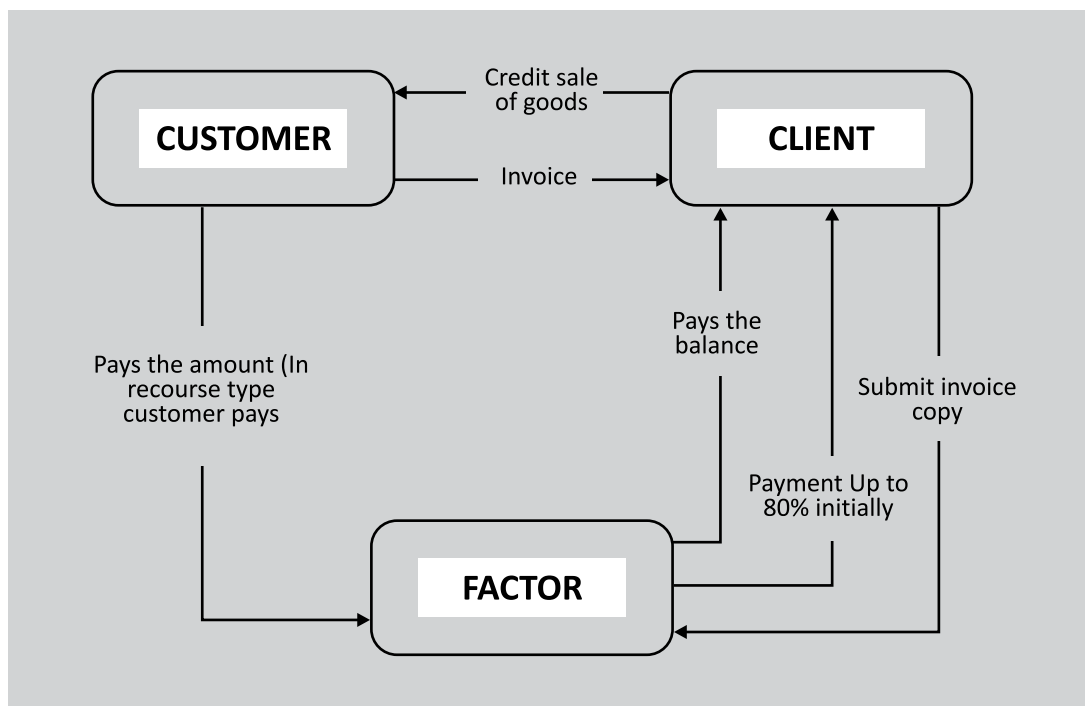 Credit sale
of goods
CUSTOMER
CLIENT
Invoice
Pays the
balance
Pays the amount (In
recourse type
customer pays
Submit invoice
copy
Payment Up to
80% initially
FACTOR